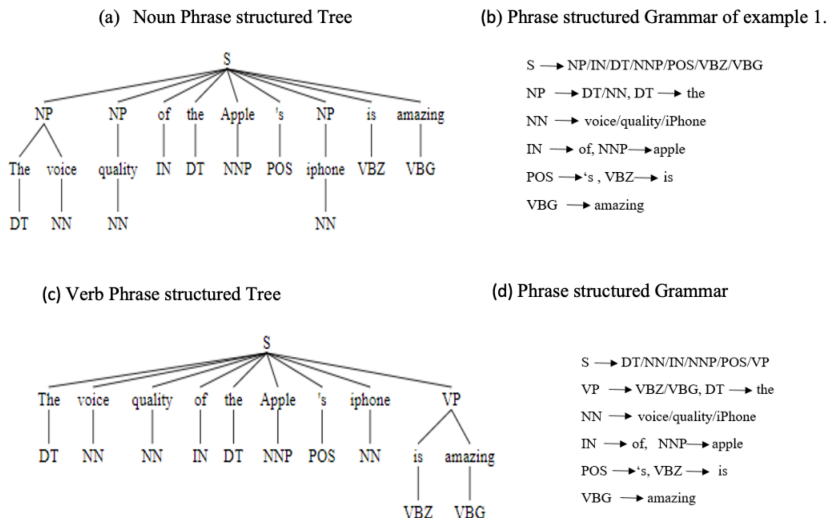 (a) Noun Phrase structured Tree
S
NP NP of the Apple 's NP is amazing
The voice quality IN DT NNP POS iphone VBZ VBG
DT NN NN NN
(b) Phrase structured Grammar of example 1.
S → NP/IN/DT/NNP/POS/VBZ/VBG
NP → DT/NN, DT → the
NN → voice/quality/iPhone
IN → of, NNP→apple
POS →‘s , VBZ→ is
VBG → amazing
(c) Verb Phrase structured Tree
S
The voice quality of the Apple 's iphone VP
DT NN NN IN DT NNP POS NN is amazing
VBZ VBG
(d) Phrase structured Grammar
S → DT/NN/IN/NNP/POS/VP
VP → VBZ/VBG, DT → the
NN → voice/quality/iPhone
IN → of, NNP→apple
POS →‘s, VBZ → is
VBG → amazing